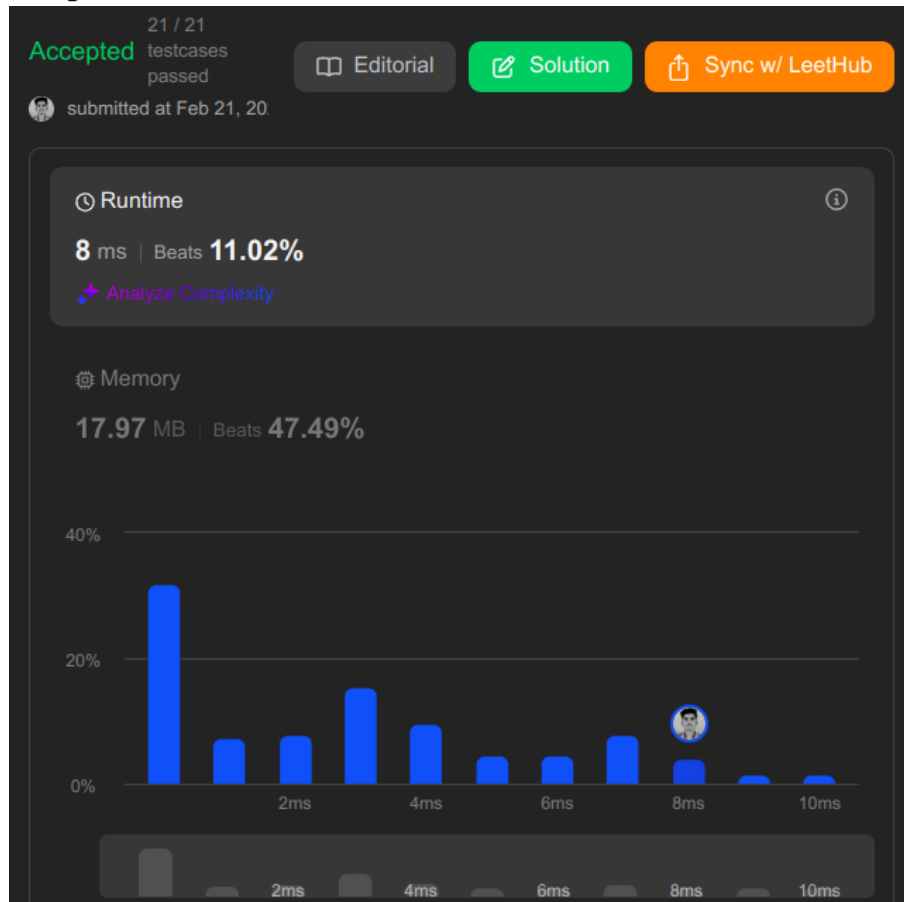 Accepted
21 / 21
testcases
passed
Editorial
Solution
Sync w/ LeetHub
submitted at Feb 21, 20
Runtime
8 ms | Beats 11.02%
Analyze Complexity
Memory
17.97 MB | Beats 47.49%
40%
20%
0%
2ms 4ms 6ms 8ms 10ms
2ms 4ms 6ms 8ms 10ms